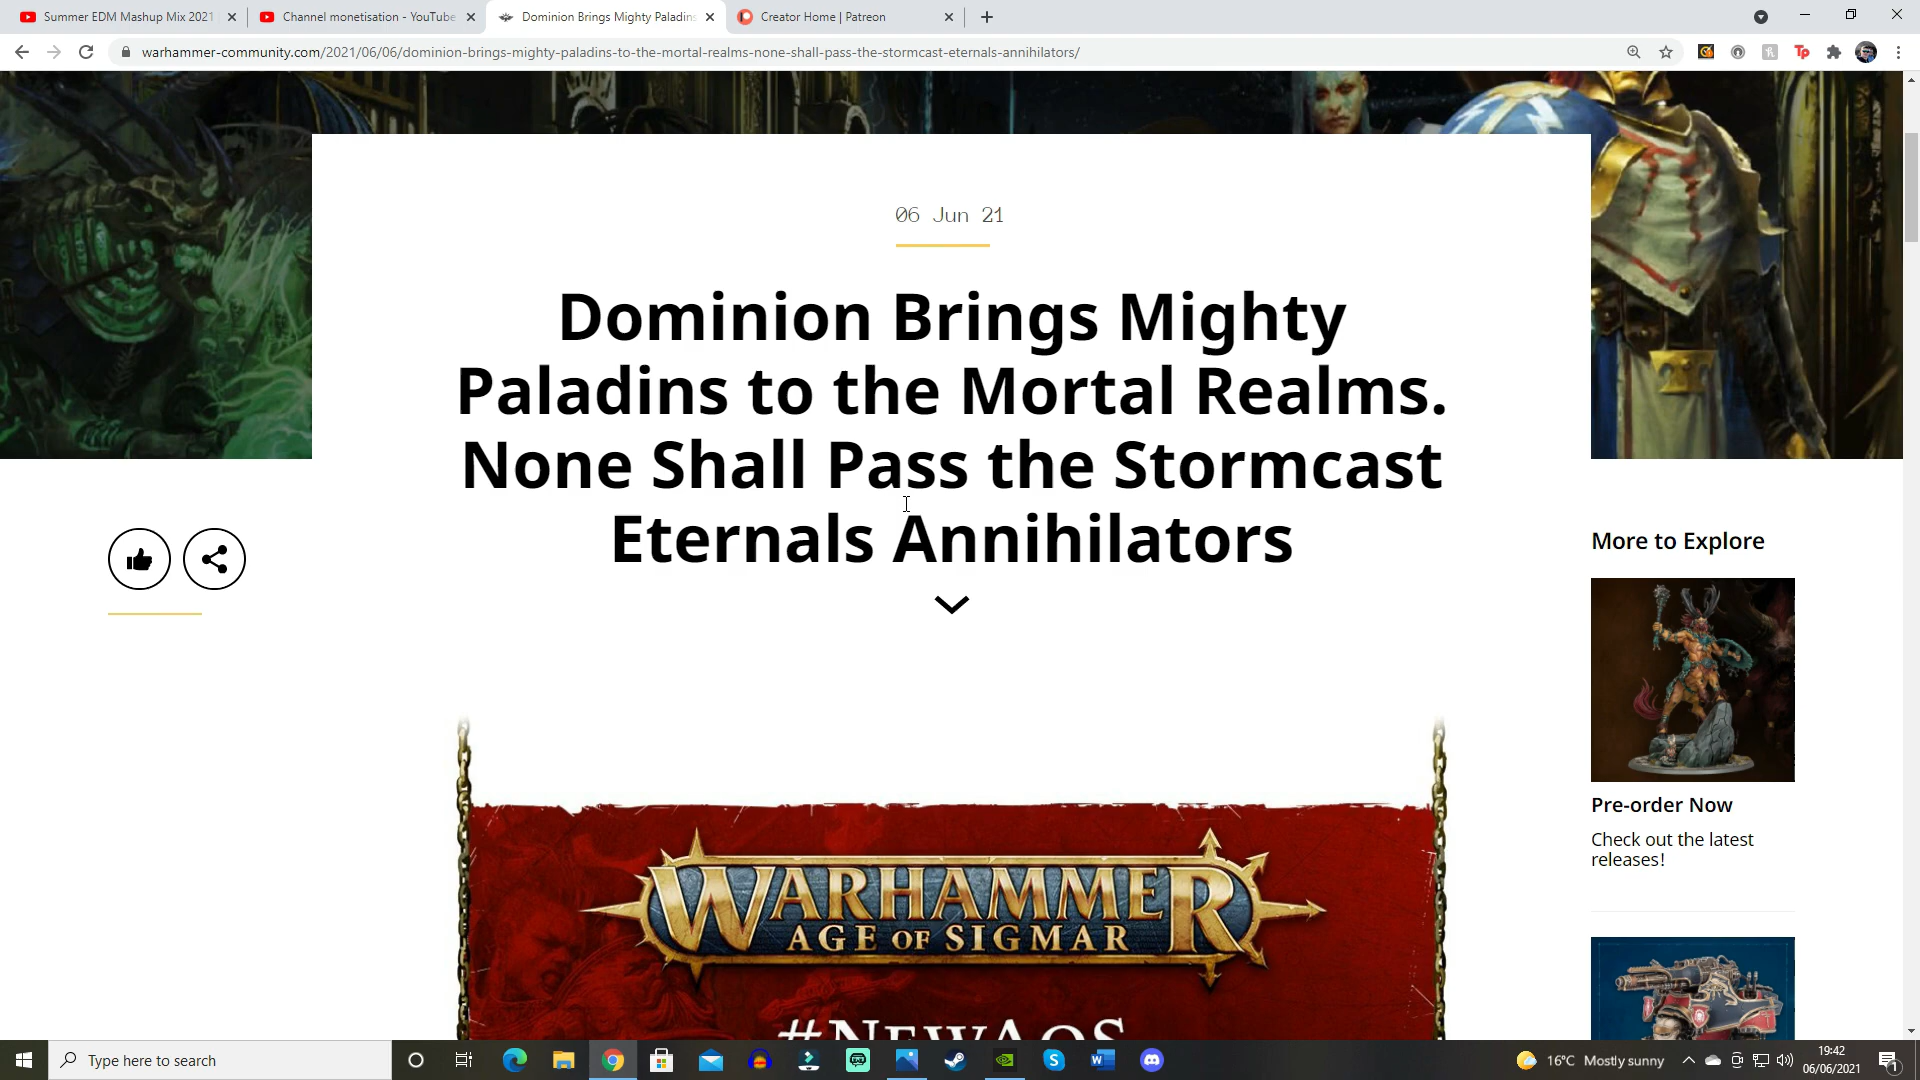 Summer EDM Mashup Mix 2021
Channel monetisation - YouTube
Dominion Brings Mighty Paladins
Creator Home | Patreon
warhammer-community.com/2021/06/06/dominion-brings-mighty-paladins-to-the-mortal-realms-none-shall-pass-the-stormcast-eternals-annihilators/
06 Jun 21
Dominion Brings Mighty
Paladins to the Mortal Realms.
None Shall Pass the Stormcast
Eternals Annihilators
More to Explore
Pre-order Now
Check out the latest
releases!
WARHAMMER
AGE OF SIGMAR
#NEWAOS
Type here to search
16°C Mostly sunny
19:42
06/06/2021